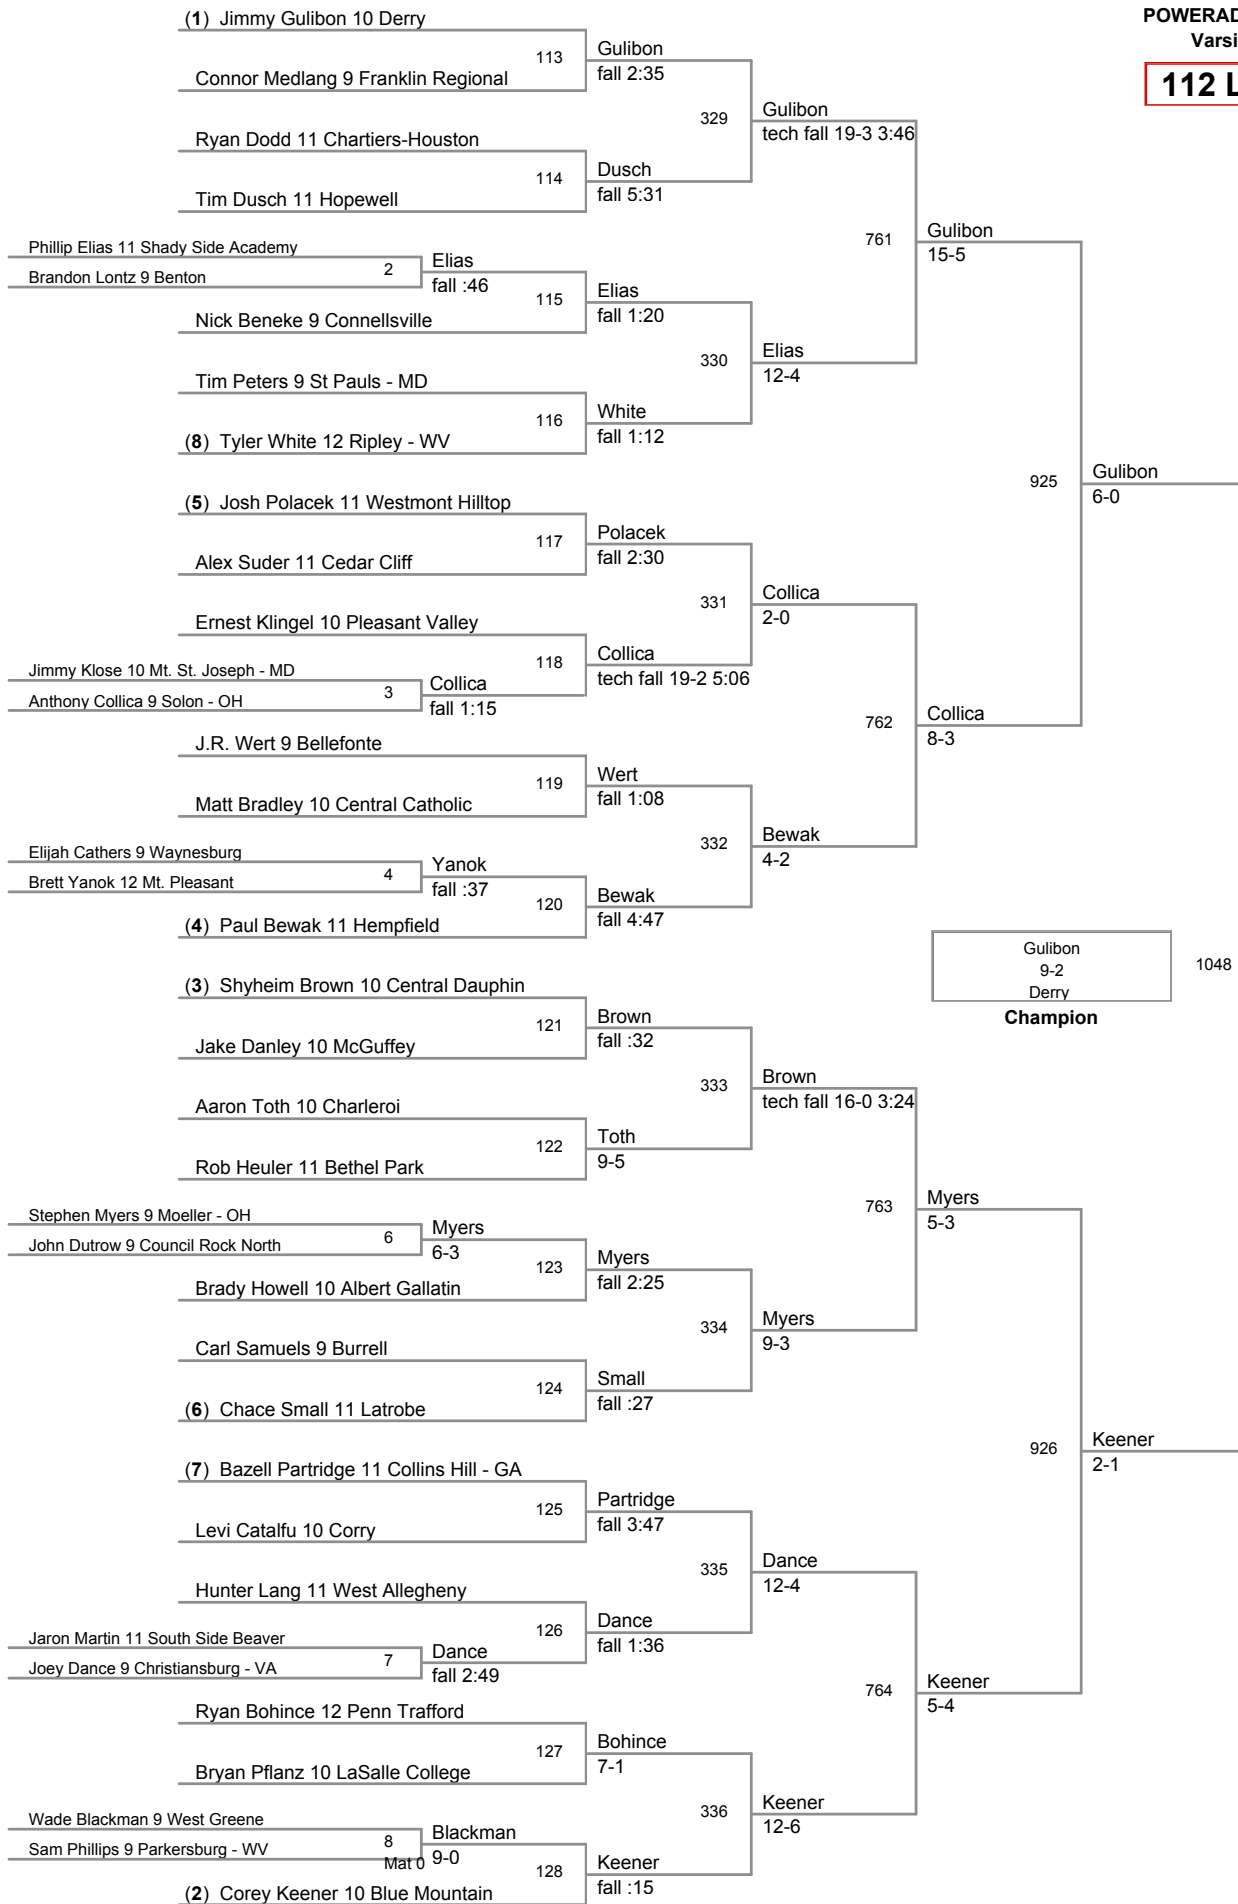 POWERAD
Varsi
112 L
(1) Jimmy Gulibon 10 Derry
113
Connor Medlang 9 Franklin Regional
Gulibon
fall 2:35
329
Gulibon
tech fall 19-3 3:46
Ryan Dodd 11 Chartiers-Houston
114
Tim Dusch 11 Hopewell
Dusch
fall 5:31
761
Gulibon
15-5
Phillip Elias 11 Shady Side Academy
2
Brandon Lontz 9 Benton
Elias
fall :46
115
Nick Beneke 9 Connellsville
Elias
fall 1:20
330
Elias
12-4
Tim Peters 9 St Pauls - MD
116
(8) Tyler White 12 Ripley - WV
White
fall 1:12
925
Gulibon
6-0
(5) Josh Polacek 11 Westmont Hilltop
117
Alex Suder 11 Cedar Cliff
Polacek
fall 2:30
331
Collica
2-0
Ernest Klingel 10 Pleasant Valley
118
Collica
tech fall 19-2 5:06
Jimmy Klose 10 Mt. St. Joseph - MD
3
Anthony Collica 9 Solon - OH
Collica
fall 1:15
762
Collica
8-3
J.R. Wert 9 Bellefonte
119
Matt Bradley 10 Central Catholic
Wert
fall 1:08
332
Bewak
4-2
Elijah Cathers 9 Waynesburg
4
Brett Yanok 12 Mt. Pleasant
Yanok
fall :37
120
(4) Paul Bewak 11 Hempfield
Bewak
fall 4:47
Gulibon
9-2
Derry
1048
Champion
(3) Shyheim Brown 10 Central Dauphin
121
Jake Danley 10 McGuffey
Brown
fall :32
333
Brown
tech fall 16-0 3:24
Aaron Toth 10 Charleroi
122
Rob Heuler 11 Bethel Park
Toth
9-5
763
Myers
5-3
Stephen Myers 9 Moeller - OH
6
John Dutrow 9 Council Rock North
Myers
6-3
123
Brady Howell 10 Albert Gallatin
Myers
fall 2:25
334
Myers
9-3
Carl Samuels 9 Burrell
124
(6) Chace Small 11 Latrobe
Small
fall :27
926
Keener
2-1
(7) Bazell Partridge 11 Collins Hill - GA
125
Levi Catalfu 10 Corry
Partridge
fall 3:47
335
Dance
12-4
Hunter Lang 11 West Allegheny
126
Dance
fall 1:36
Jaron Martin 11 South Side Beaver
7
Joey Dance 9 Christiansburg - VA
Dance
fall 2:49
764
Keener
5-4
Ryan Bohince 12 Penn Trafford
127
Bryan Pflanz 10 LaSalle College
Bohince
7-1
336
Keener
12-6
Wade Blackman 9 West Greene
8
Sam Phillips 9 Parkersburg - WV
Mat 0
Blackman
9-0
128
(2) Corey Keener 10 Blue Mountain
Keener
fall :15